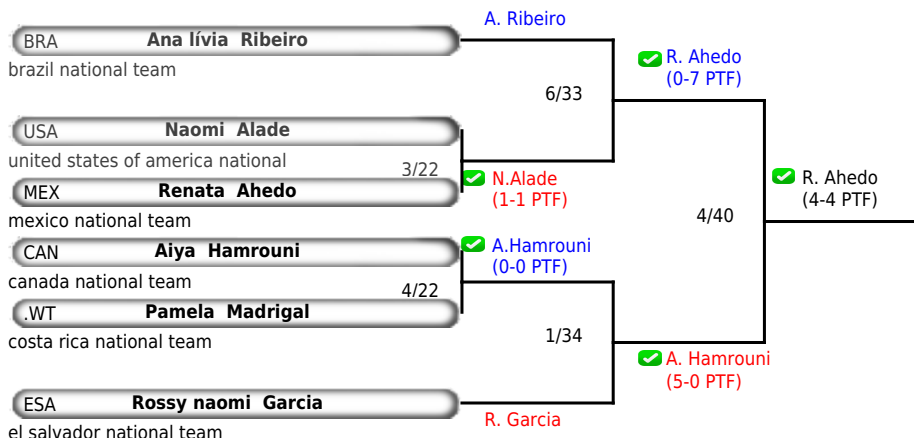 A. Ribeiro
BRA Ana lívia Ribeiro
brazil national team
R. Ahedo
(0-7 PTF)
6/33
USA Naomi Alade
united states of america national
3/22
N.Alade
(1-1 PTF)
R. Ahedo
(4-4 PTF)
MEX Renata Ahedo
mexico national team
4/40
CAN Aiya Hamrouni
A.Hamrouni
(0-0 PTF)
canada national team
4/22
.WT Pamela Madrigal
costa rica national team
1/34
A. Hamrouni
(5-0 PTF)
ESA Rossy naomi Garcia
R. Garcia
el salvador national team